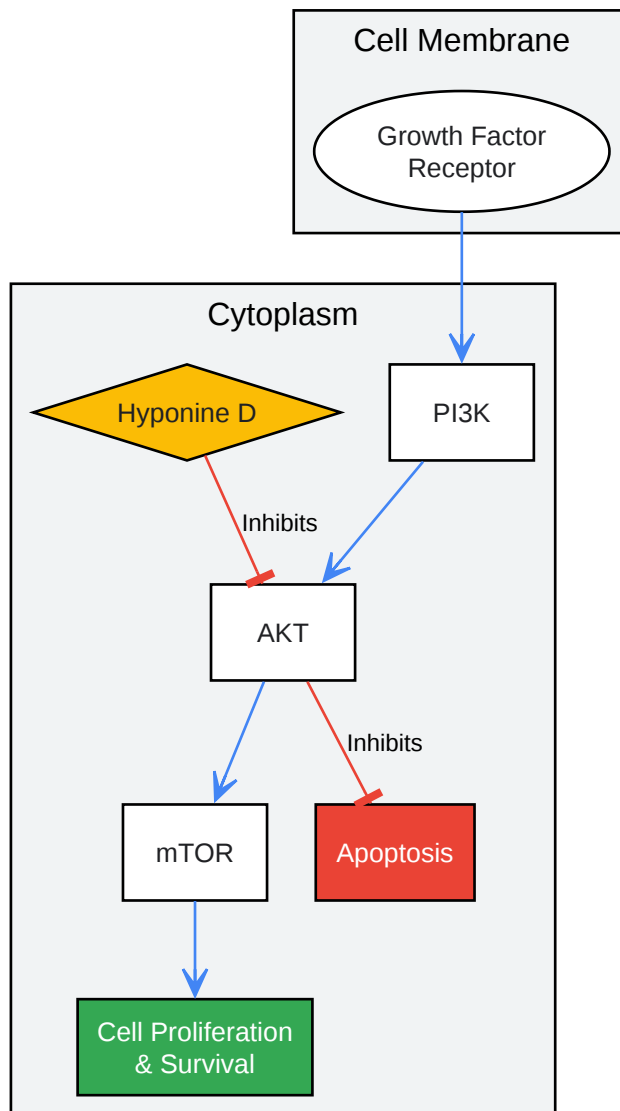 Cell Membrane
Growth Factor
Receptor
Cytoplasm
Hyponine D
PI3K
Inhibits
AKT
Inhibits
mTOR
Apoptosis
Cell Proliferation
& Survival